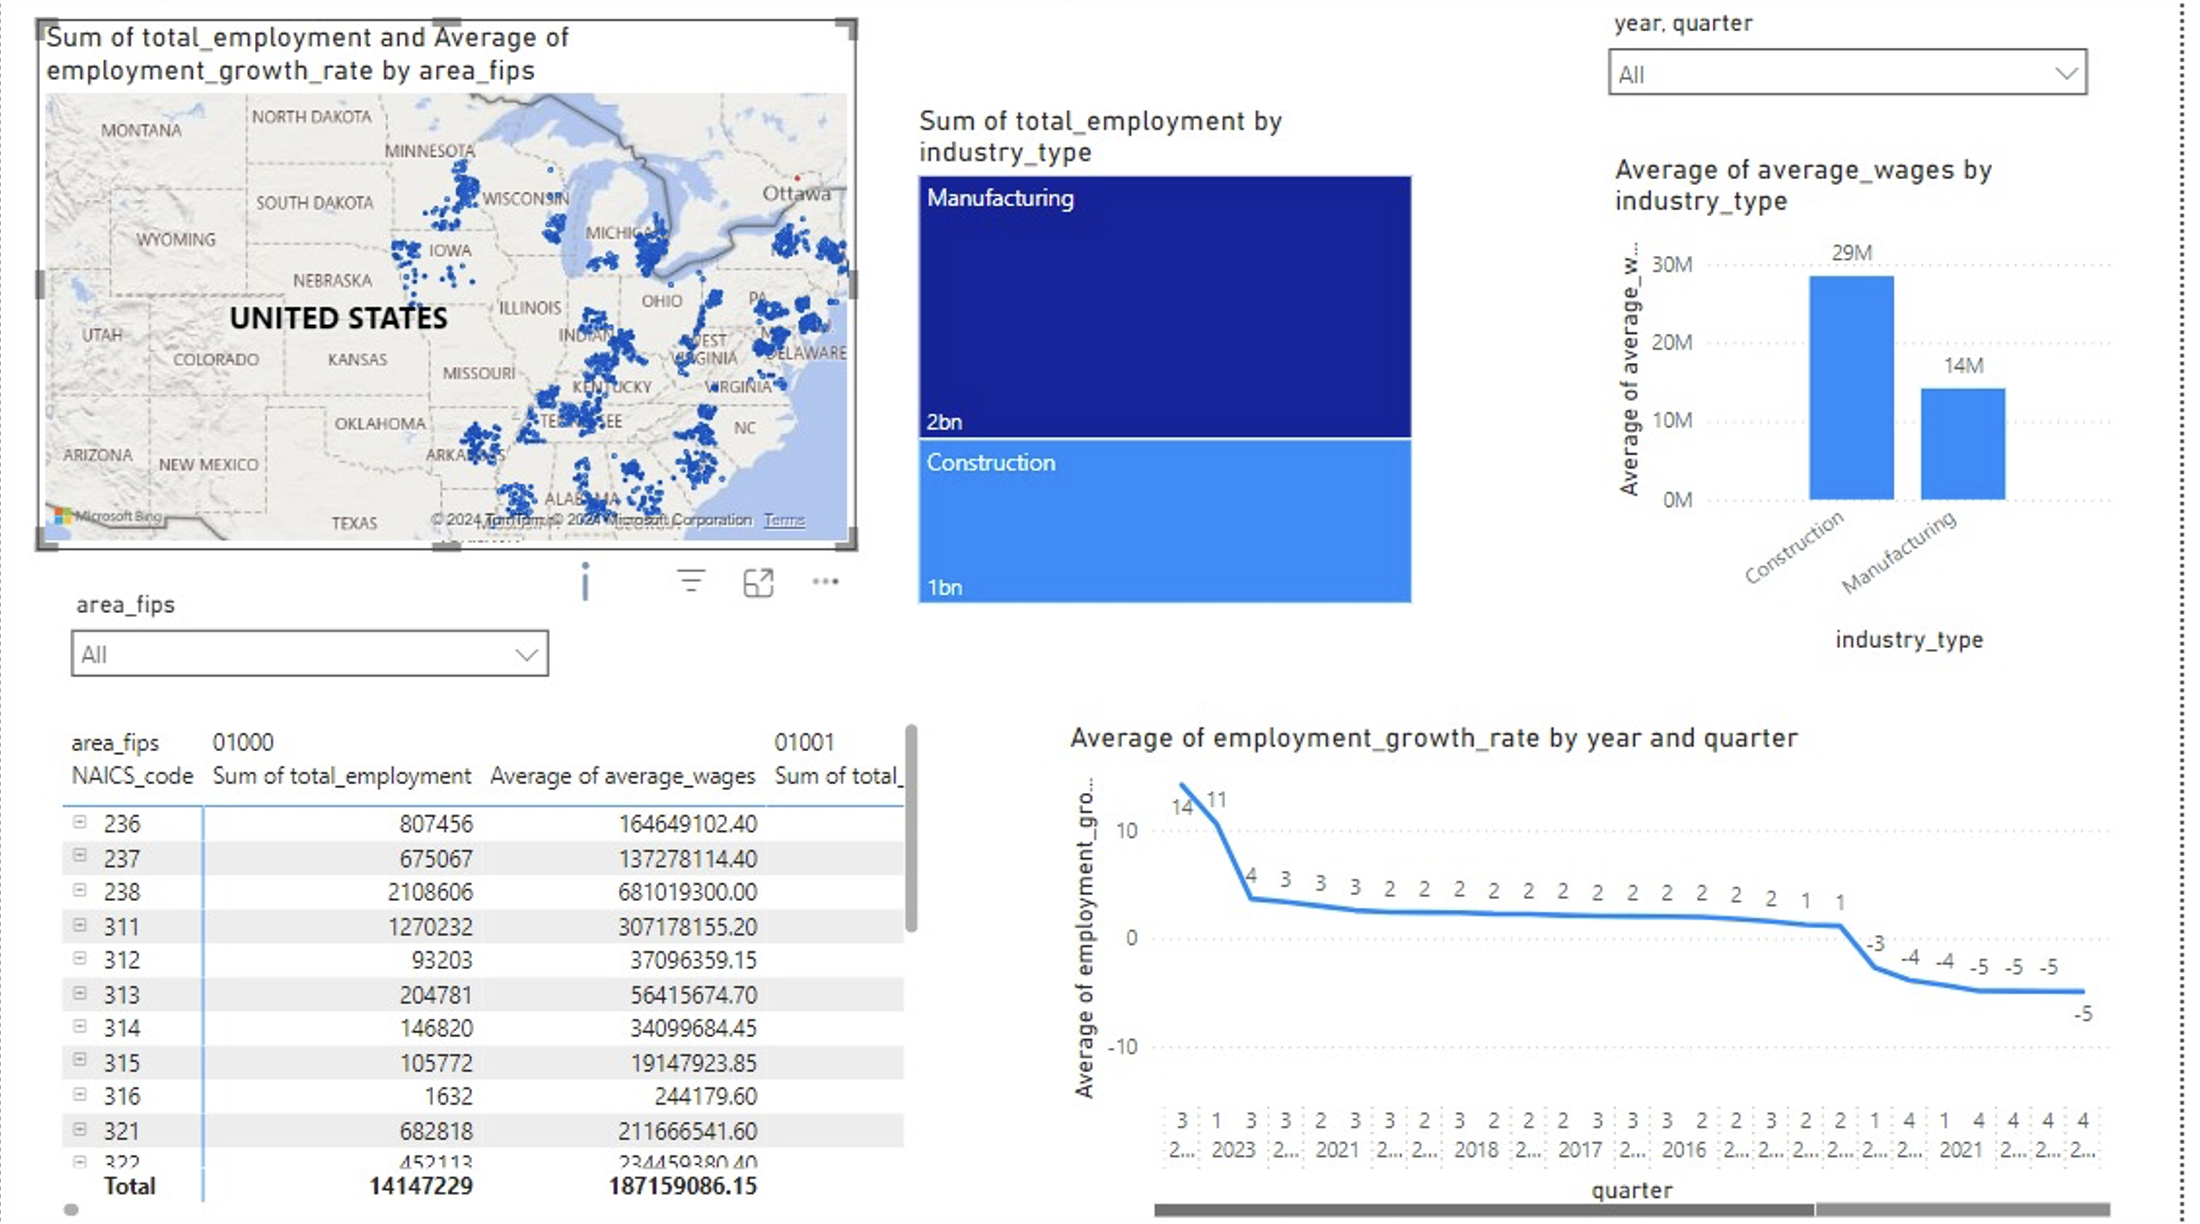 Sum of total_employment and Average of
employment_growth_rate by area_fips
MONTANA
NORTH DAKOTA
MINNESOTA
SOUTH DAKOTA
WISCONSIN
Ottawa
WYOMING
MICHIGA
IOWA
NEBRASKA
ILLINOIS
OHIO
PA
UNITED STATES
UTAH
INDIAN
WEST
VIRGINIA
DELAWARE
COLORADO
KANSAS
MISSOURI
KENTUCKY
VIRGINIA
OKLAHOMA
TENNESSEE
NC
ARIZONA
NEW MEXICO
ARKANSAS
ALABAMA
Microsoft Bing
TEXAS
© 2024 TomTom, © 2024 Microsoft Corporation Terms
area_fips
All
Sum of total_employment by
industry_type
Manufacturing
2bn
Construction
1bn
year, quarter
All
Average of average_wages by
industry_type
Average of average_w...
30M
20M
10M
0M
29M
14M
Construction
Manufacturing
industry_type
area_fips 01000 01001
NAICS_code Sum of total_employment Average of average_wages Sum of total_
236 807456 164649102.40
237 675067 137278114.40
238 2108606 681019300.00
311 1270232 307178155.20
312 93203 37096359.15
313 204781 56415674.70
314 146820 34099684.45
315 105772 19147923.85
316 1632 244179.60
321 682818 211666541.60
322 452113 234459380.40
Total 14147229 187159086.15
Average of employment_growth_rate by year and quarter
Average of employment_gro...
10
0
-10
14 11 4 3 3 3 2 2 2 2 2 2 2 2 2 2 2 2 1 1 -3 -4 -4 -5 -5 -5 -5
3 1 3 3 2 3 3 2 3 2 2 2 3 3 3 2 2 3 2 2 1 4 1 4 4 4 4
2... 2023 2... 2021 2... 2... 2018 2... 2017 2... 2016 2... 2... 2... 2... 2... 2... 2021 2... 2... 2...
quarter